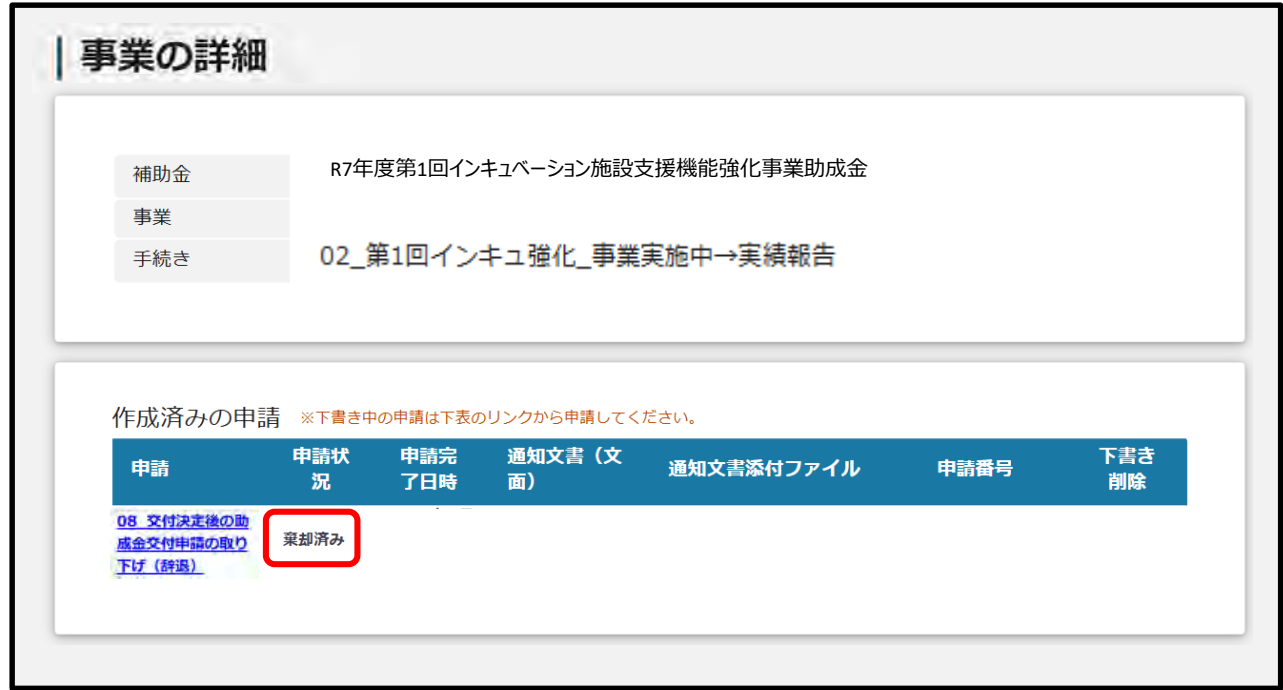 事業の詳細
補助金
R7年度第1回インキュベーション施設支援機能強化事業助成金
事業
手続き
02_第1回インキュ強化_事業実施中→実績報告
作成済みの申請 ※下書き中の申請は下表のリンクから申請してください。
申請
申請状
況
申請完
了日時
通知文書（文
面）
通知文書添付ファイル
申請番号
下書き
削除
08_交付決定後の助
成金交付申請の取り
下げ（辞退）
棄却済み